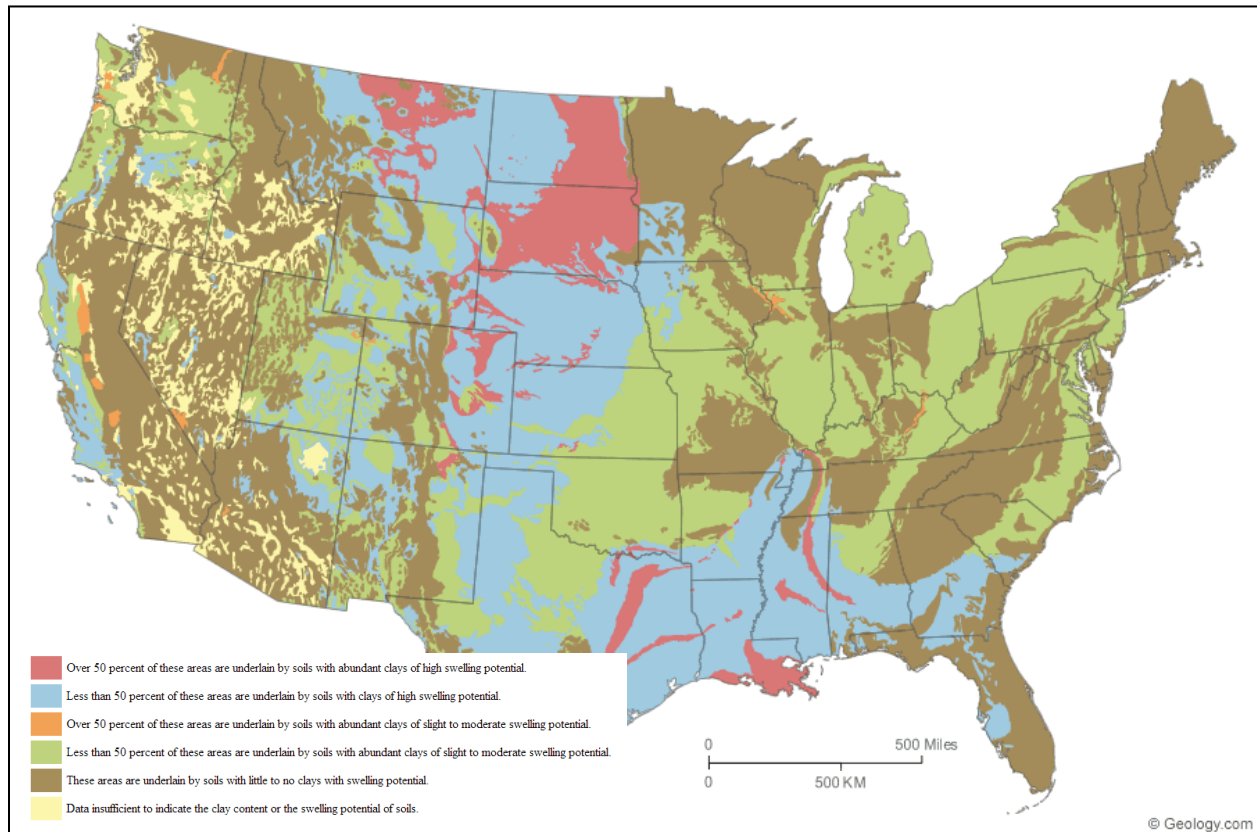 Over 50 percent of these areas are underlain by soils with abundant clays of high swelling potential.
Less than 50 percent of these areas are underlain by soils with clays of high swelling potential.
Over 50 percent of these areas are underlain by soils with abundant clays of slight to moderate swelling potential.
Less than 50 percent of these areas are underlain by soils with abundant clays of slight to moderate swelling potential.
These areas are underlain by soils with little to no clays with swelling potential.
Data insufficient to indicate the clay content or the swelling potential of soils.
0 500 Miles
0 500 KM
© Geology.com